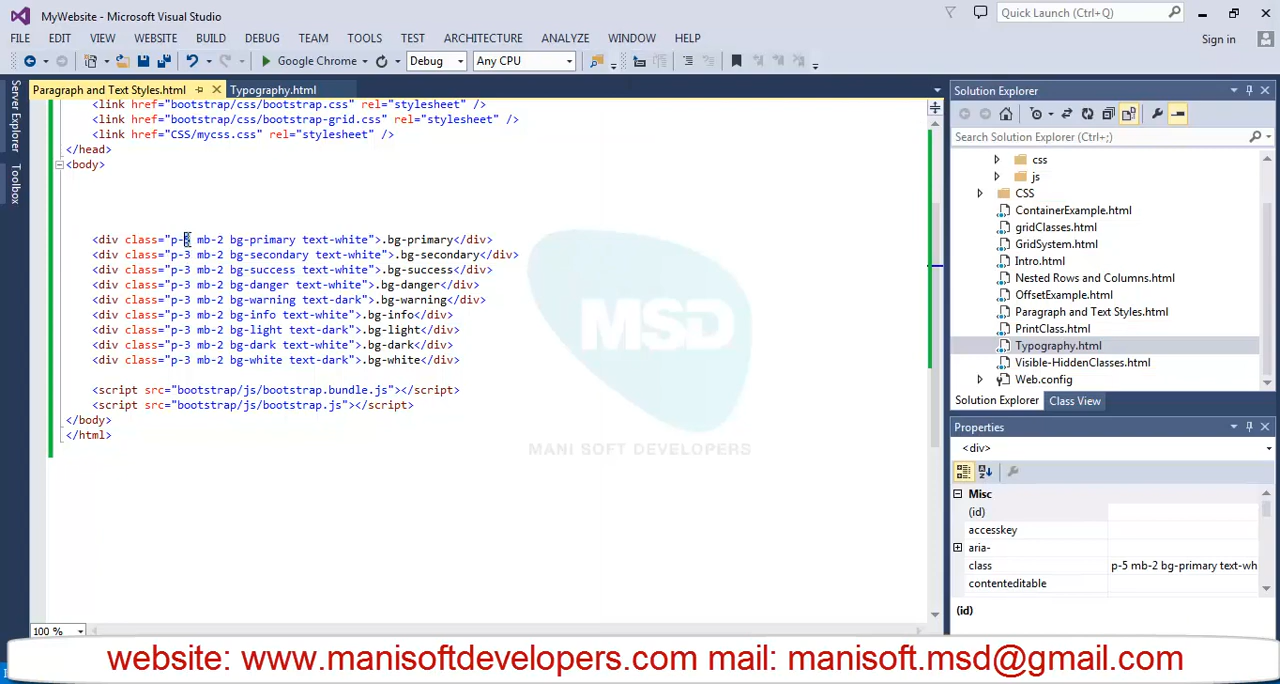 MyWebsite - Microsoft Visual Studio
Quick Launch (Ctrl+Q)
FILE EDIT VIEW WEBSITE BUILD DEBUG TEAM TOOLS TEST ARCHITECTURE ANALYZE WINDOW HELP
Sign in
Google Chrome Debug Any CPU
Server Explorer
Toolbox
Paragraph and Text Styles.html Typography.html
<link href="bootstrap/css/bootstrap.css" rel="stylesheet" />
<link href="bootstrap/css/bootstrap-grid.css" rel="stylesheet" />
<link href="CSS/mycss.css" rel="stylesheet" />
</head>
<body>
<div class="p-5 mb-2 bg-primary text-white">.bg-primary</div>
<div class="p-3 mb-2 bg-secondary text-white">.bg-secondary</div>
<div class="p-3 mb-2 bg-success text-white">.bg-success</div>
<div class="p-3 mb-2 bg-danger text-white">.bg-danger</div>
<div class="p-3 mb-2 bg-warning text-dark">.bg-warning</div>
<div class="p-3 mb-2 bg-info text-white">.bg-info</div>
<div class="p-3 mb-2 bg-light text-dark">.bg-light</div>
<div class="p-3 mb-2 bg-dark text-white">.bg-dark</div>
<div class="p-3 mb-2 bg-white text-dark">.bg-white</div>
<script src="bootstrap/js/bootstrap.bundle.js"></script>
<script src="bootstrap/js/bootstrap.js"></script>
</body>
</html>
MSD
MANI SOFT DEVELOPERS
100 %
Solution Explorer
Search Solution Explorer (Ctrl+;)
css
js
CSS
ContainerExample.html
gridClasses.html
GridSystem.html
Intro.html
Nested Rows and Columns.html
OffsetExample.html
Paragraph and Text Styles.html
PrintClass.html
Typography.html
Visible-HiddenClasses.html
Web.config
Solution Explorer Class View
Properties
<div>
Misc
(id)
accesskey
aria-
class p-5 mb-2 bg-primary text-wh
contenteditable
(id)
website: www.manisoftdevelopers.com mail: manisoft.msd@gmail.com